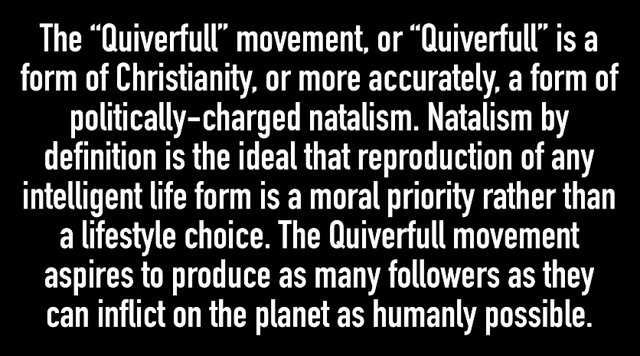 The “Quiverfull” movement, or “Quiverfull” is a
form of Christianity, or more accurately, a form of
politically-charged natalism. Natalism by
definition is the ideal that reproduction of any
intelligent life form is a moral priority rather than
a lifestyle choice. The Quiverfull movement
aspires to produce as many followers as they
can inflict on the planet as humanly possible.